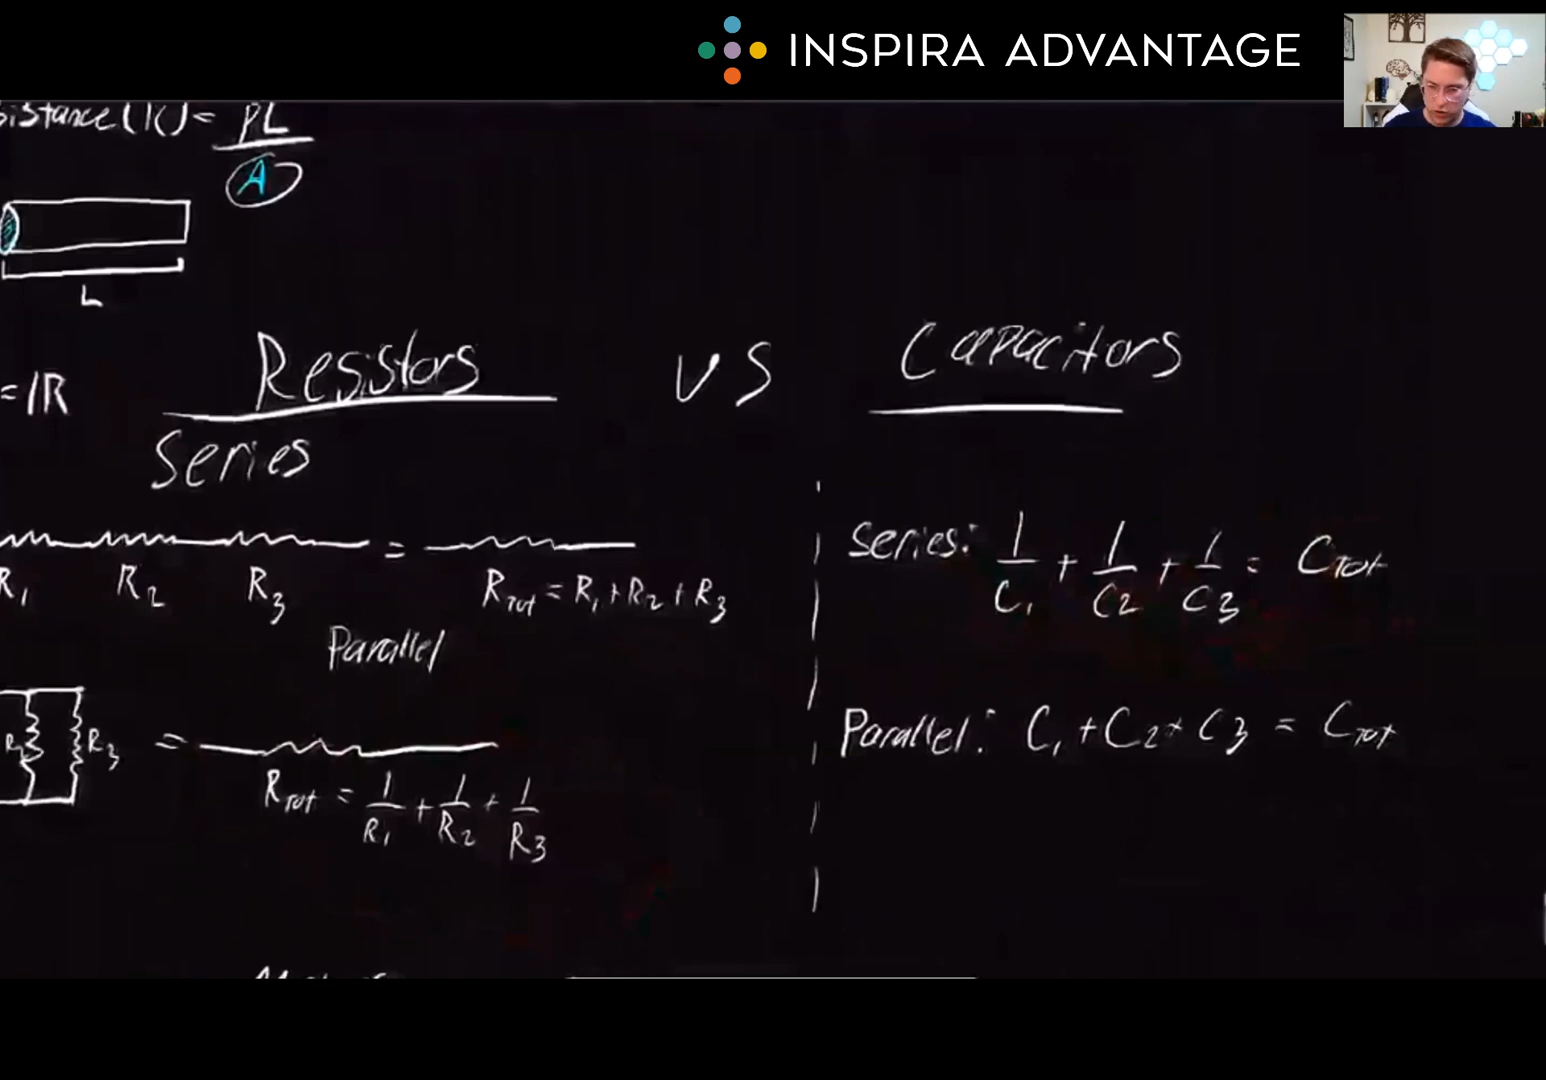 INSPIRA ADVANTAGE
istance (R) = ρL
A
L
= IR
Resistors vs Capacitors
Series
R1 R2 R3 = RTot = R1 + R2 + R3
Series: 1/C1 + 1/C2 + 1/C3 = CTot
Parallel
R3 =
RTot = 1/R1 + 1/R2 + 1/R3
Parallel: C1 + C2 + C3 = CTot